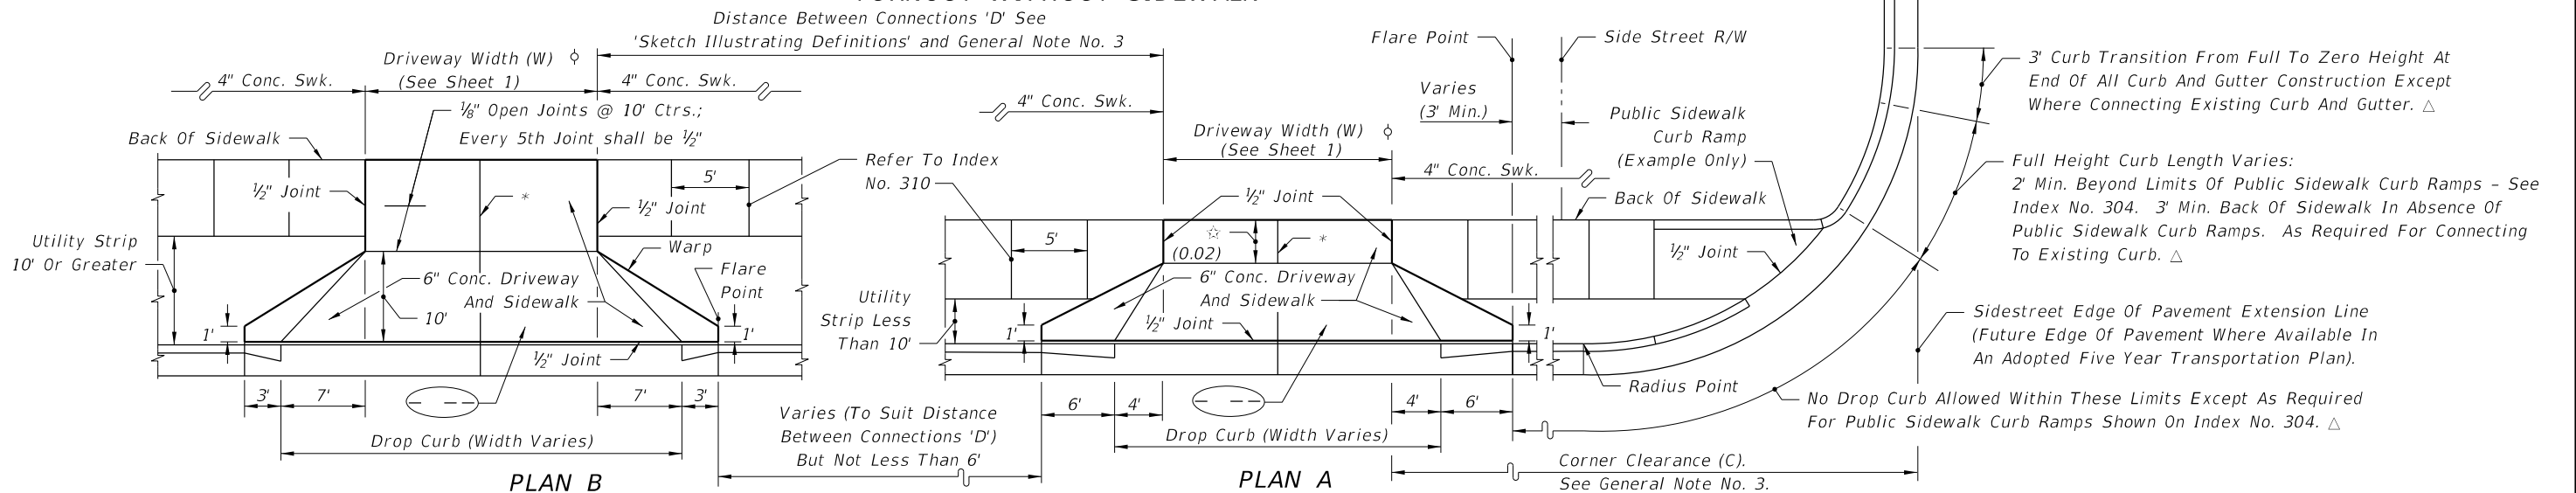 TURNOUT WITHOUT SIDEWALK
Distance Between Connections 'D' See
'Sketch Illustrating Definitions' and General Note No. 3
Driveway Width (W)
(See Sheet 1)
4" Conc. Swk.
4" Conc. Swk.
⅛" Open Joints @ 10' Ctrs.;
Every 5th Joint shall be ½"
Back Of Sidewalk
½" Joint
*
5'
½" Joint
Refer To Index
No. 310
Utility Strip
10' Or Greater
Warp
Flare
Point
6" Conc. Driveway
And Sidewalk
10'
1'
1'
½" Joint
3'
7'
7'
3'
Drop Curb (Width Varies)
PLAN B
Varies (To Suit Distance
Between Connections 'D')
But Not Less Than 6'
4" Conc. Swk.
Driveway Width (W)
(See Sheet 1)
4" Conc. Swk.
Flare Point
Side Street R/W
Varies
(3' Min.)
Public Sidewalk
Curb Ramp
(Example Only)
Back Of Sidewalk
½" Joint
5'
☆
(0.02)
*
½" Joint
6" Conc. Driveway
And Sidewalk
½" Joint
Utility
Strip Less
Than 10'
1'
1'
Radius Point
6'
4'
4'
6'
Drop Curb (Width Varies)
PLAN A
3' Curb Transition From Full To Zero Height At
End Of All Curb And Gutter Construction Except
Where Connecting Existing Curb And Gutter. △
Full Height Curb Length Varies:
2' Min. Beyond Limits Of Public Sidewalk Curb Ramps – See
Index No. 304. 3' Min. Back Of Sidewalk In Absence Of
Public Sidewalk Curb Ramps. As Required For Connecting
To Existing Curb. △
Sidestreet Edge Of Pavement Extension Line
(Future Edge Of Pavement Where Available In
An Adopted Five Year Transportation Plan).
No Drop Curb Allowed Within These Limits Except As Required
For Public Sidewalk Curb Ramps Shown On Index No. 304. △
Corner Clearance (C).
See General Note No. 3.